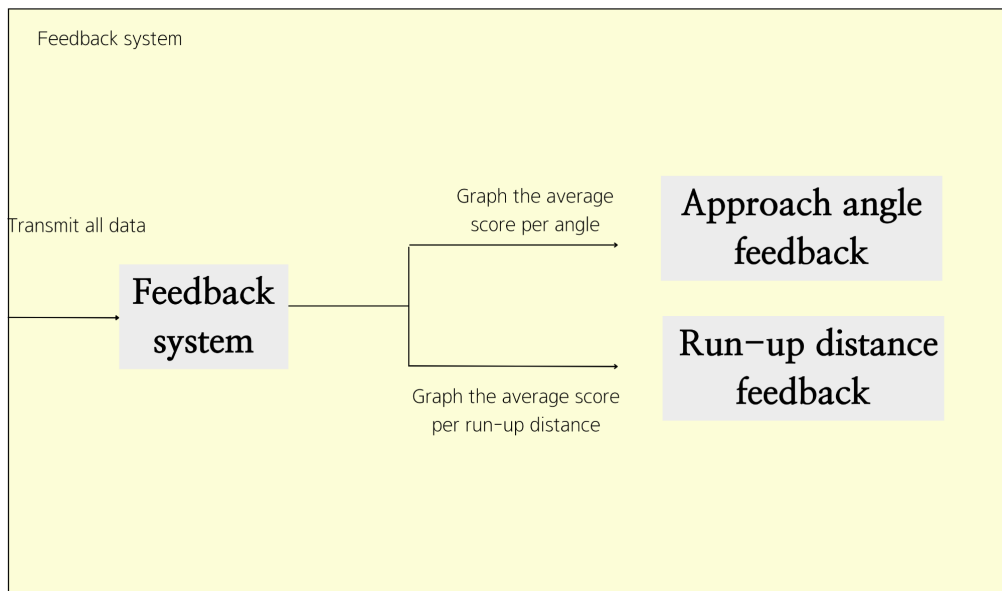 Feedback system
Transmit all data
Feedback
system
Graph the average
score per angle
Approach angle
feedback
Graph the average score
per run-up distance
Run-up distance
feedback